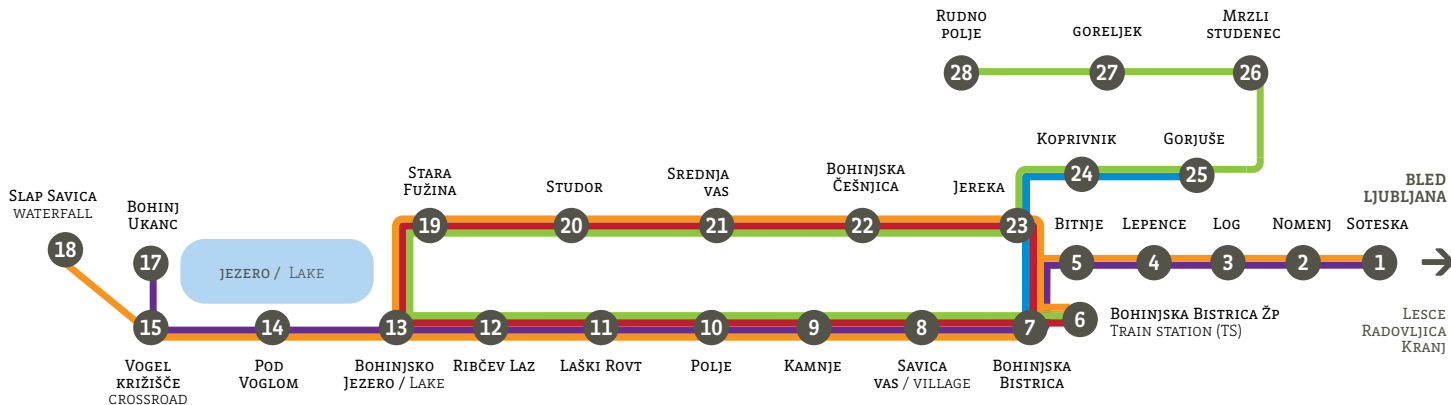 RUDNO
POLJE
GORELJEK
MRZLI
STUDENEC
28
27
26
KOPRIVNIK
GORJUŠE
24
25
STARA
FUŽINA
STUDOR
SREDNJA
VAS
BOHINJSKA
ČEŠNJICA
JEREKA
19
20
21
22
23
SLAP SAVICA
WATERFALL
18
BOHINJ
UKANC
17
JEZERO / LAKE
BITNJE
LEPENCE
LOG
NOMENJ
SOTESKA
5
4
3
2
1
BLED
LJUBLJANA
→
LESCE
RADOVLJICA
KRANJ
15
14
13
12
11
10
9
8
7
6
BOHINJSKA BISTRICA ŽP
TRAIN STATION (TS)
VOGEL
KRIŽIŠČE
CROSSROAD
POD
VOGLOM
BOHINJSKO
JEZERO / LAKE
RIBČEV LAZ
LAŠKI ROVT
POLJE
KAMNJE
SAVICA
VAS / VILLAGE
BOHINJSKA
BISTRICA